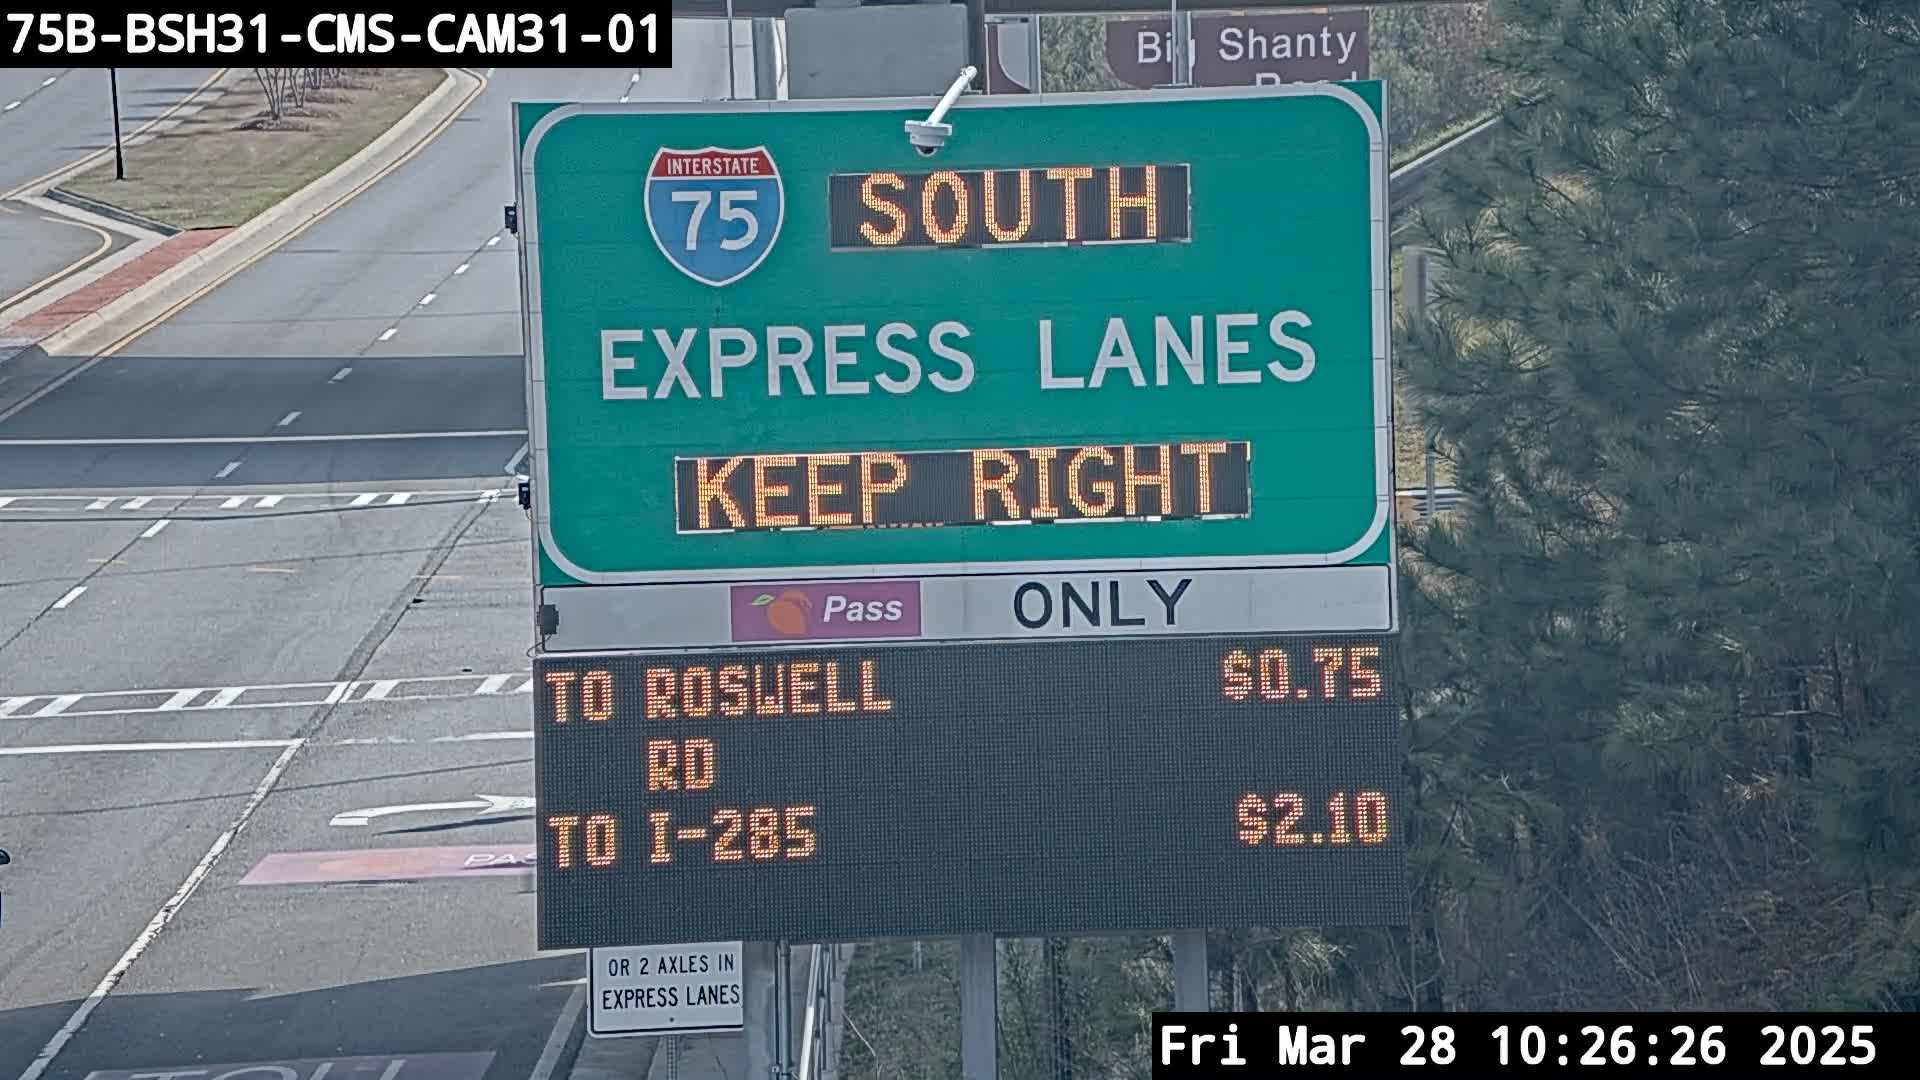 75B-BSH31-CMS-CAM31-01
Big Shanty
Road
INTERSTATE
75
SOUTH
EXPRESS LANES
KEEP RIGHT
Pass
ONLY
TO ROSWELL $0.75
RD
TO I-285 $2.10
OR 2 AXLES IN
EXPRESS LANES
TOLL
Fri Mar 28 10:26:26 2025